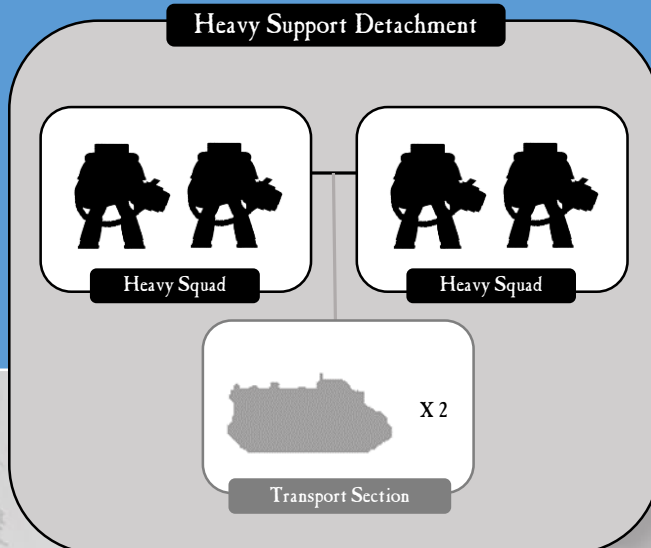 Heavy Support Detachment
Heavy Squad
Heavy Squad
X 2
Transport Section